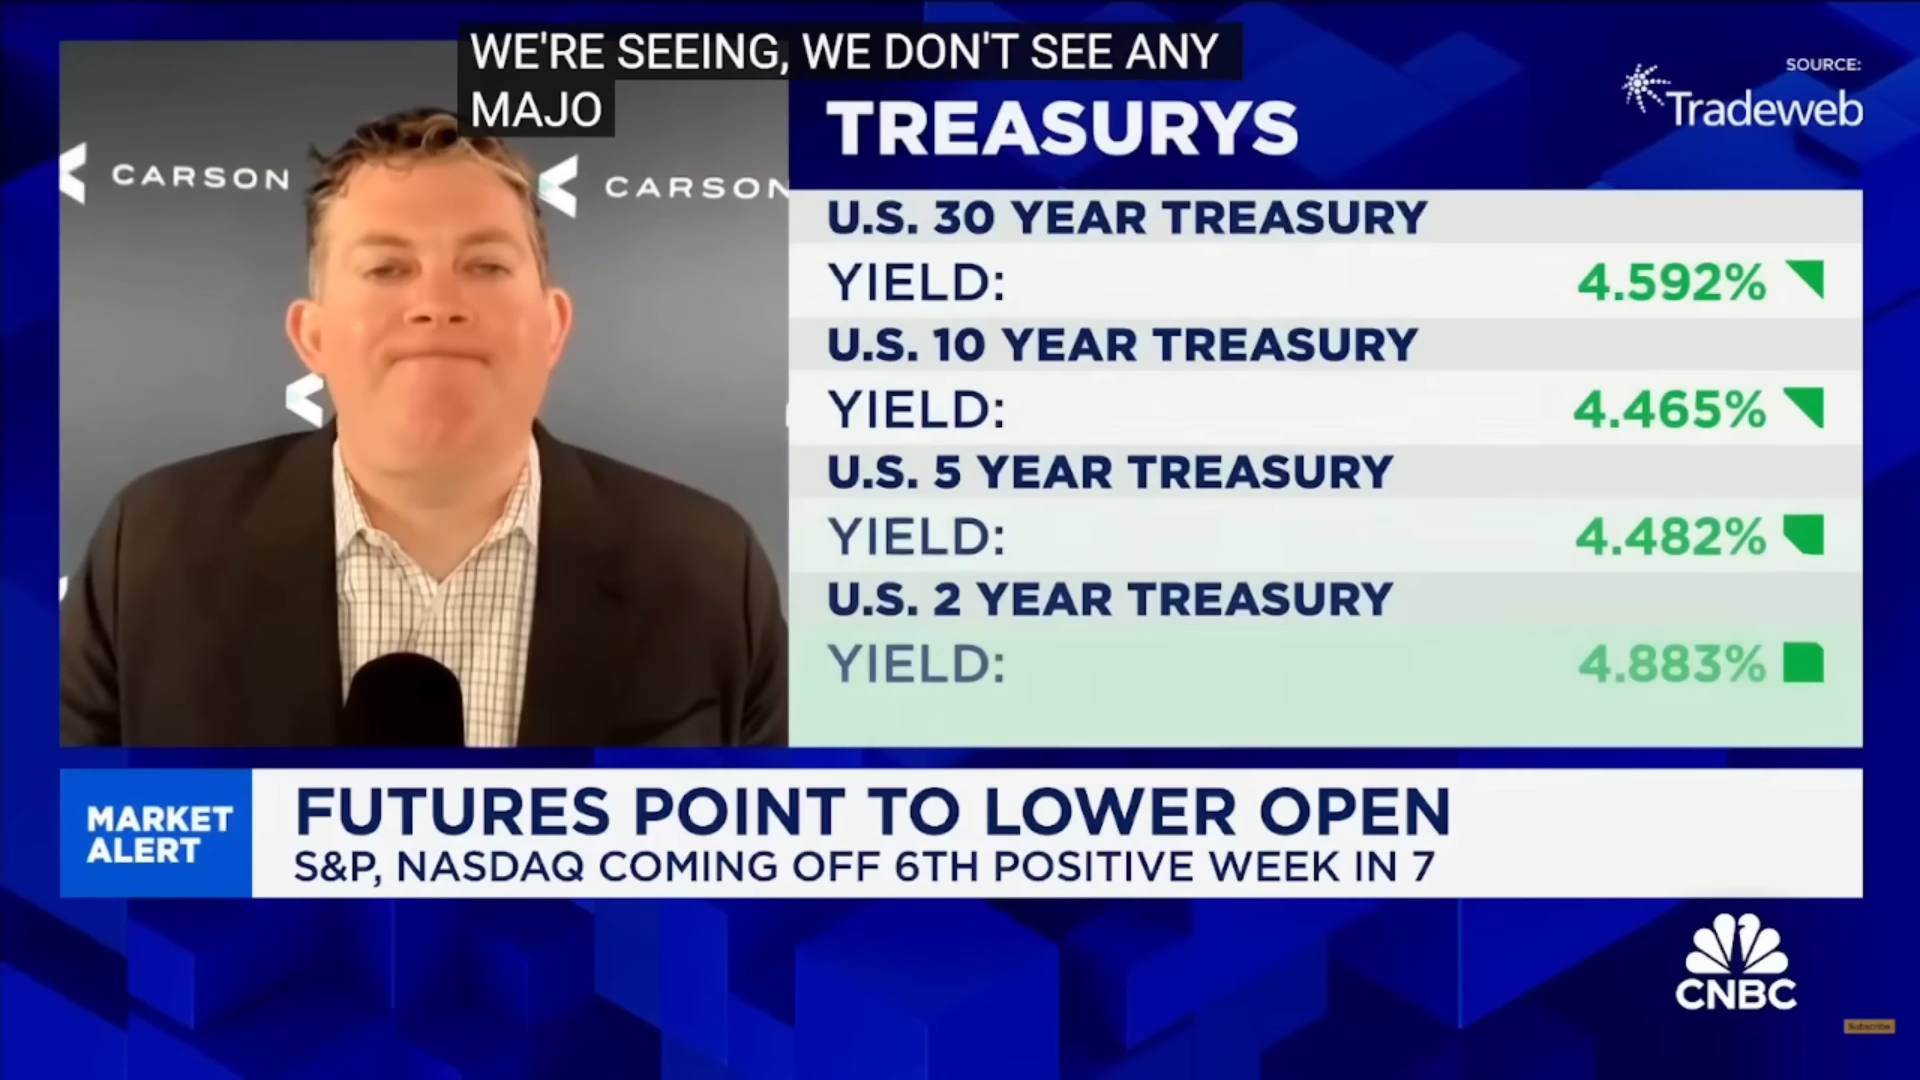 WE'RE SEEING, WE DON'T SEE ANY
MAJO
CARSON
CARSON
SOURCE:
Tradeweb
TREASURYS
U.S. 30 YEAR TREASURY
YIELD: 4.592%
U.S. 10 YEAR TREASURY
YIELD: 4.465%
U.S. 5 YEAR TREASURY
YIELD: 4.482%
U.S. 2 YEAR TREASURY
YIELD: 4.883%
MARKET
ALERT
FUTURES POINT TO LOWER OPEN
S&P, NASDAQ COMING OFF 6TH POSITIVE WEEK IN 7
CNBC
Subscribe